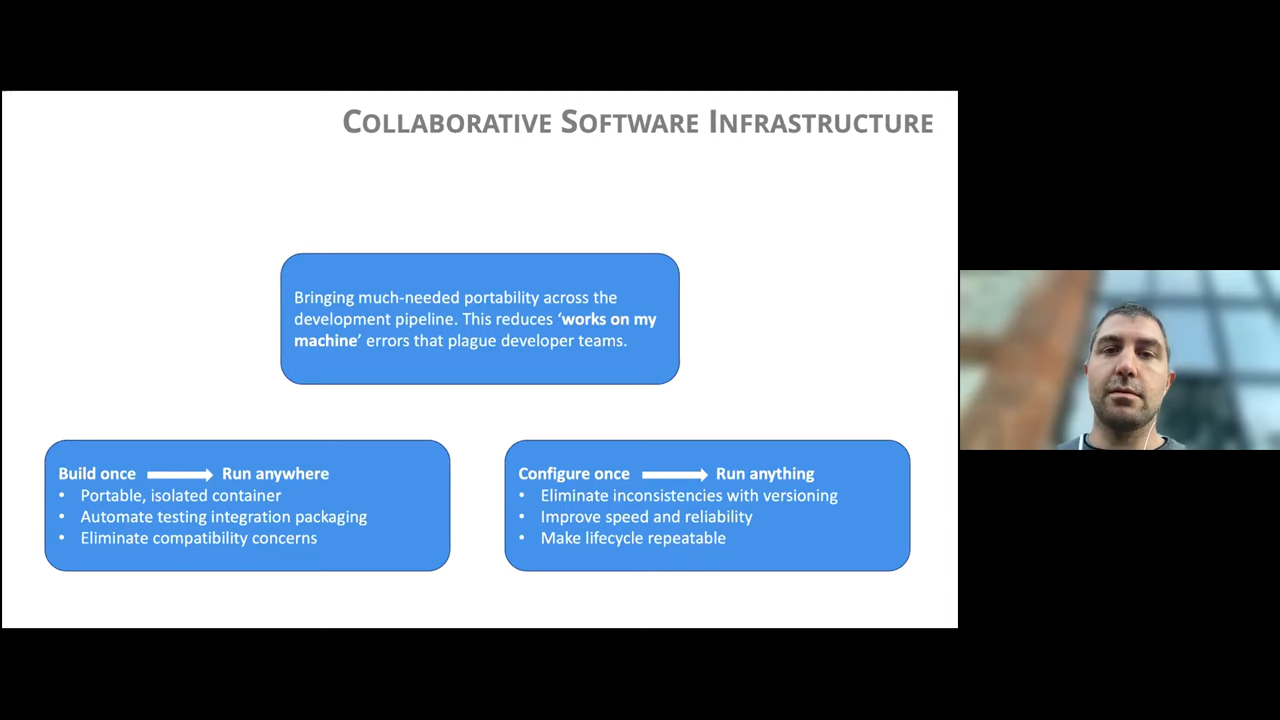 COLLABORATIVE SOFTWARE INFRASTRUCTURE
Bringing much-needed portability across the
development pipeline. This reduces ‘works on my
machine’ errors that plague developer teams.
Build once Run anywhere
• Portable, isolated container
• Automate testing integration packaging
• Eliminate compatibility concerns
Configure once Run anything
• Eliminate inconsistencies with versioning
• Improve speed and reliability
• Make lifecycle repeatable